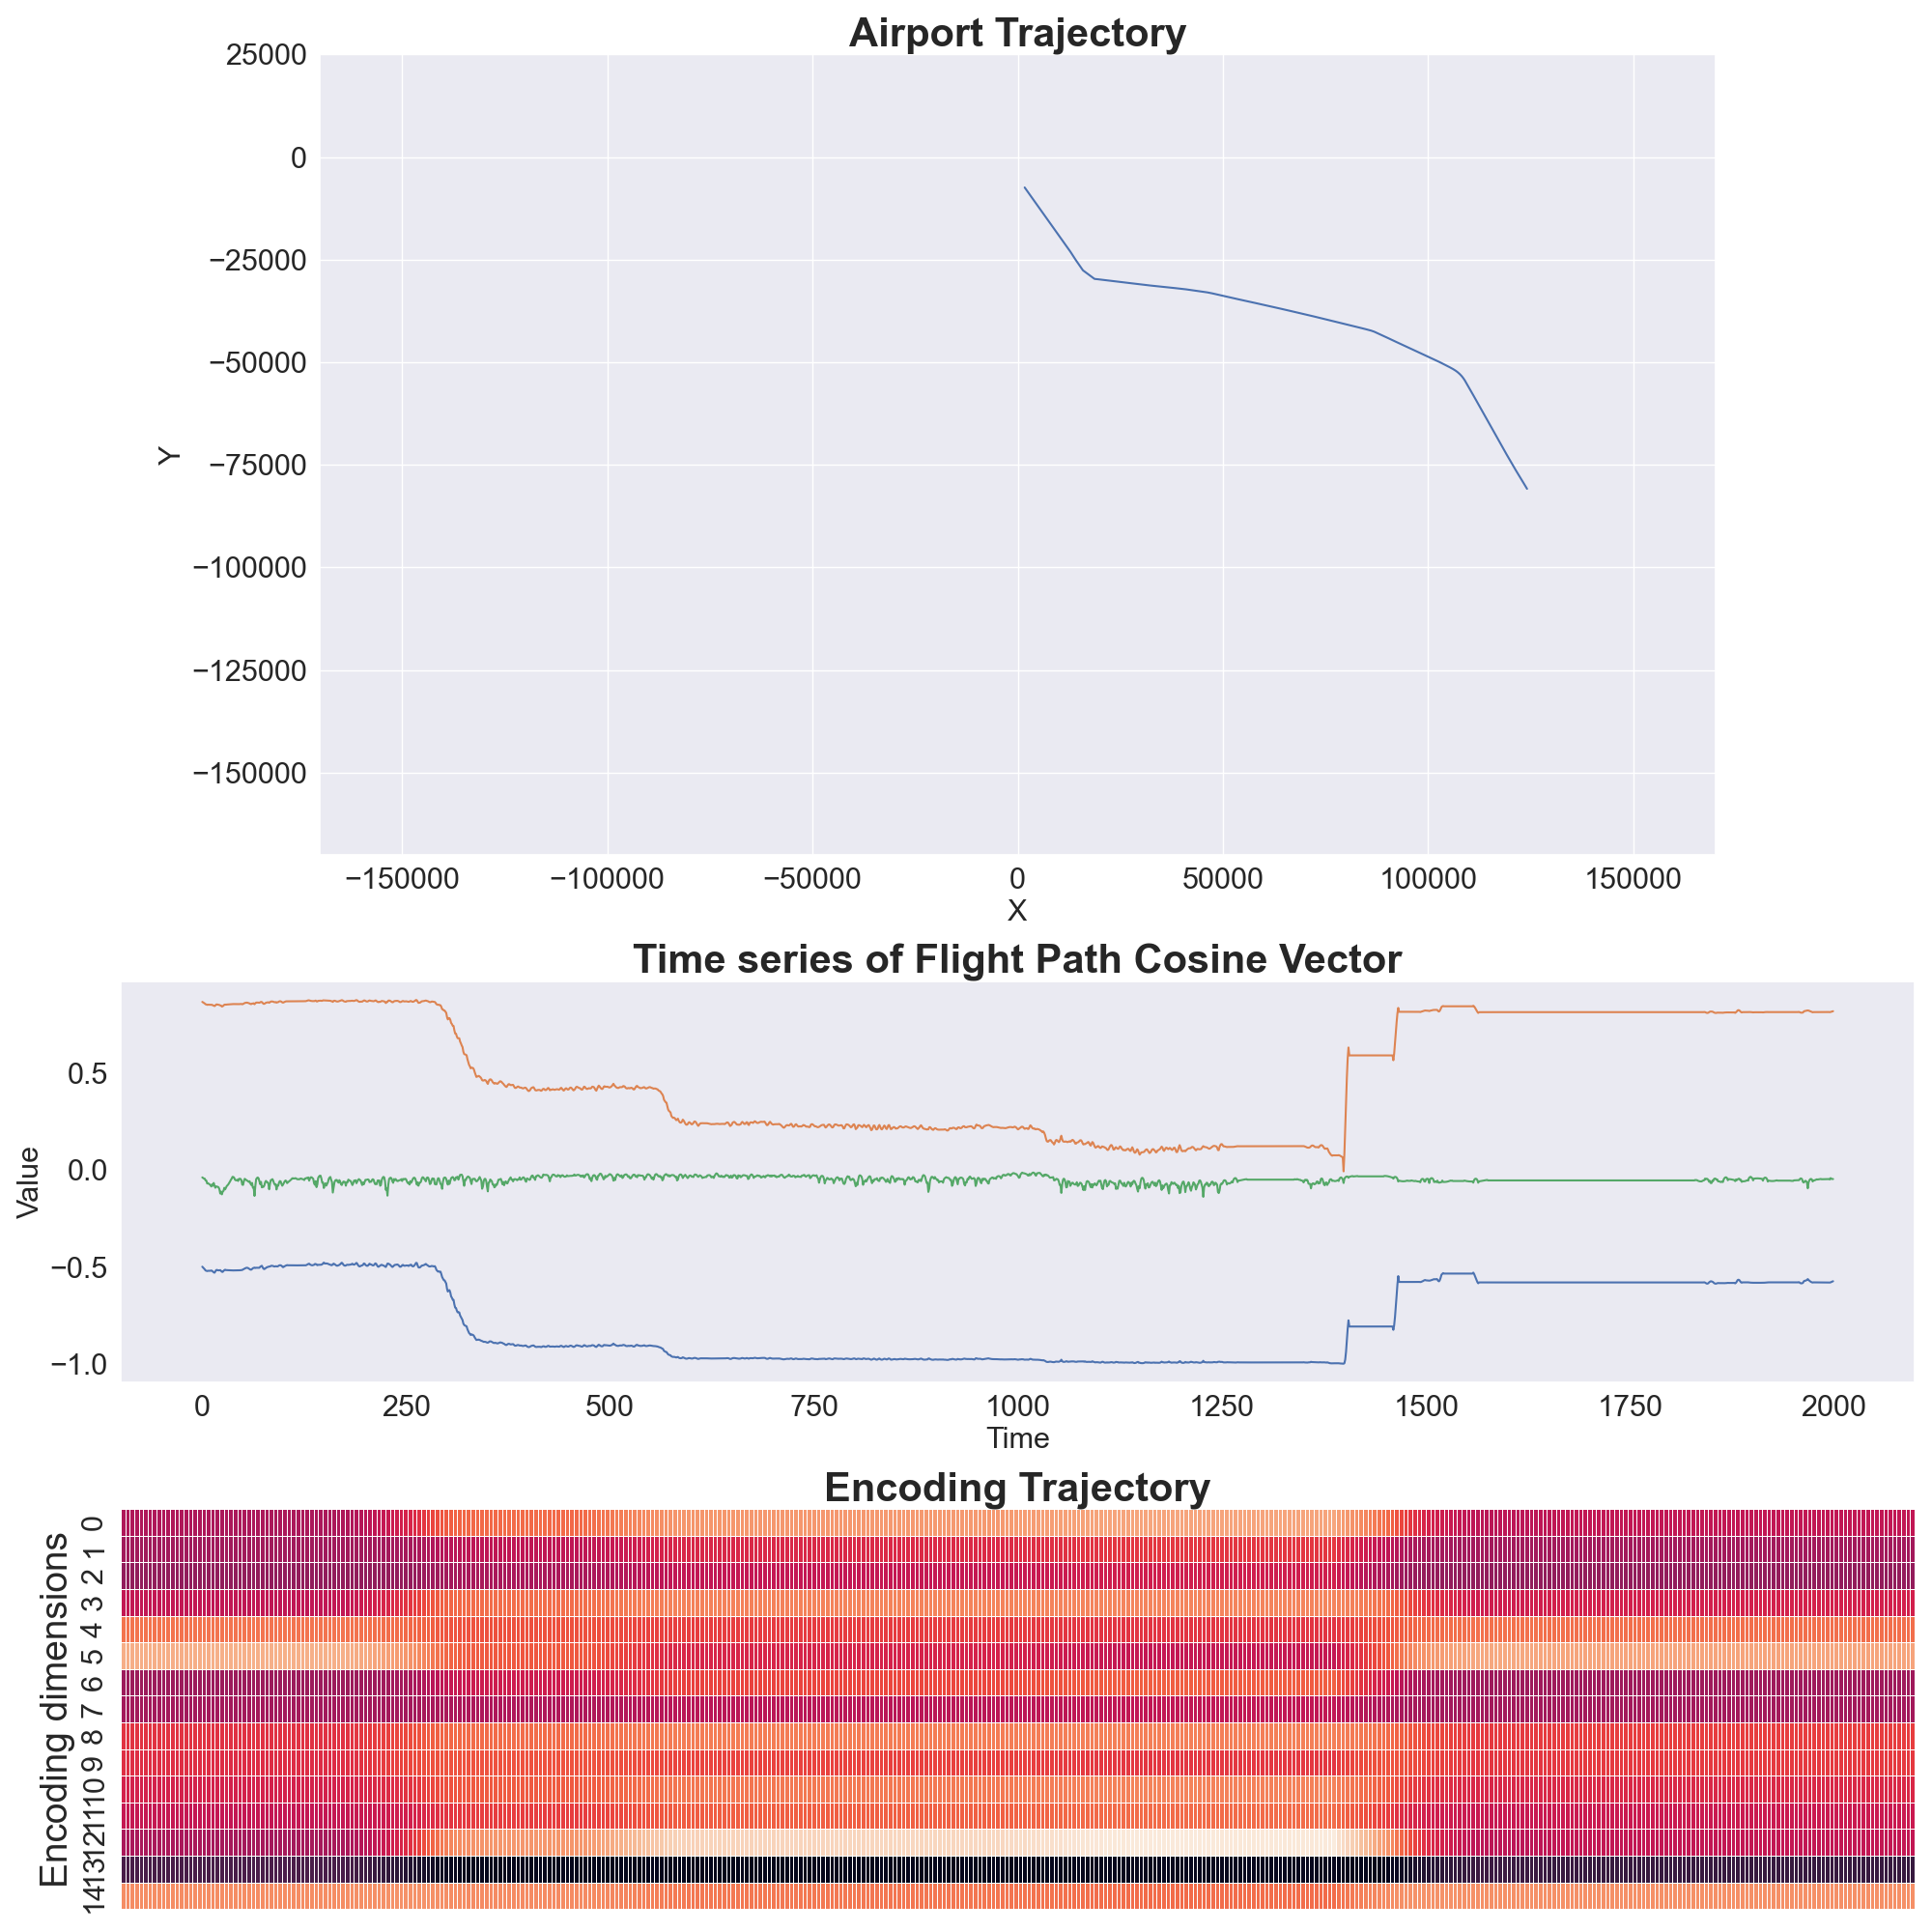 Airport Trajectory
25000
0
−25000
−50000
−75000
−100000
−125000
−150000
Y
−150000 −100000 −50000 0 50000 100000 150000
X
Time series of Flight Path Cosine Vector
0.5
0.0
−0.5
−1.0
Value
0 250 500 750 1000 1250 1500 1750 2000
Time
Encoding Trajectory
Encoding dimensions
0
1
2
3
4
5
6
7
8
9
10
11
12
13
14